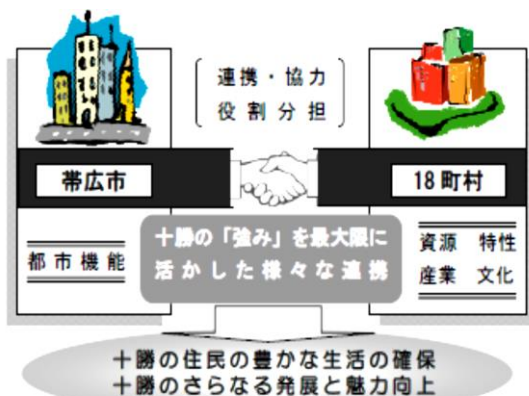 連携・協力
役割分担
帯広市
18町村
都市機能
十勝の「強み」を最大限に
活かした様々な連携
資源 特性
産業 文化
十勝の住民の豊かな生活の確保
十勝のさらなる発展と魅力向上